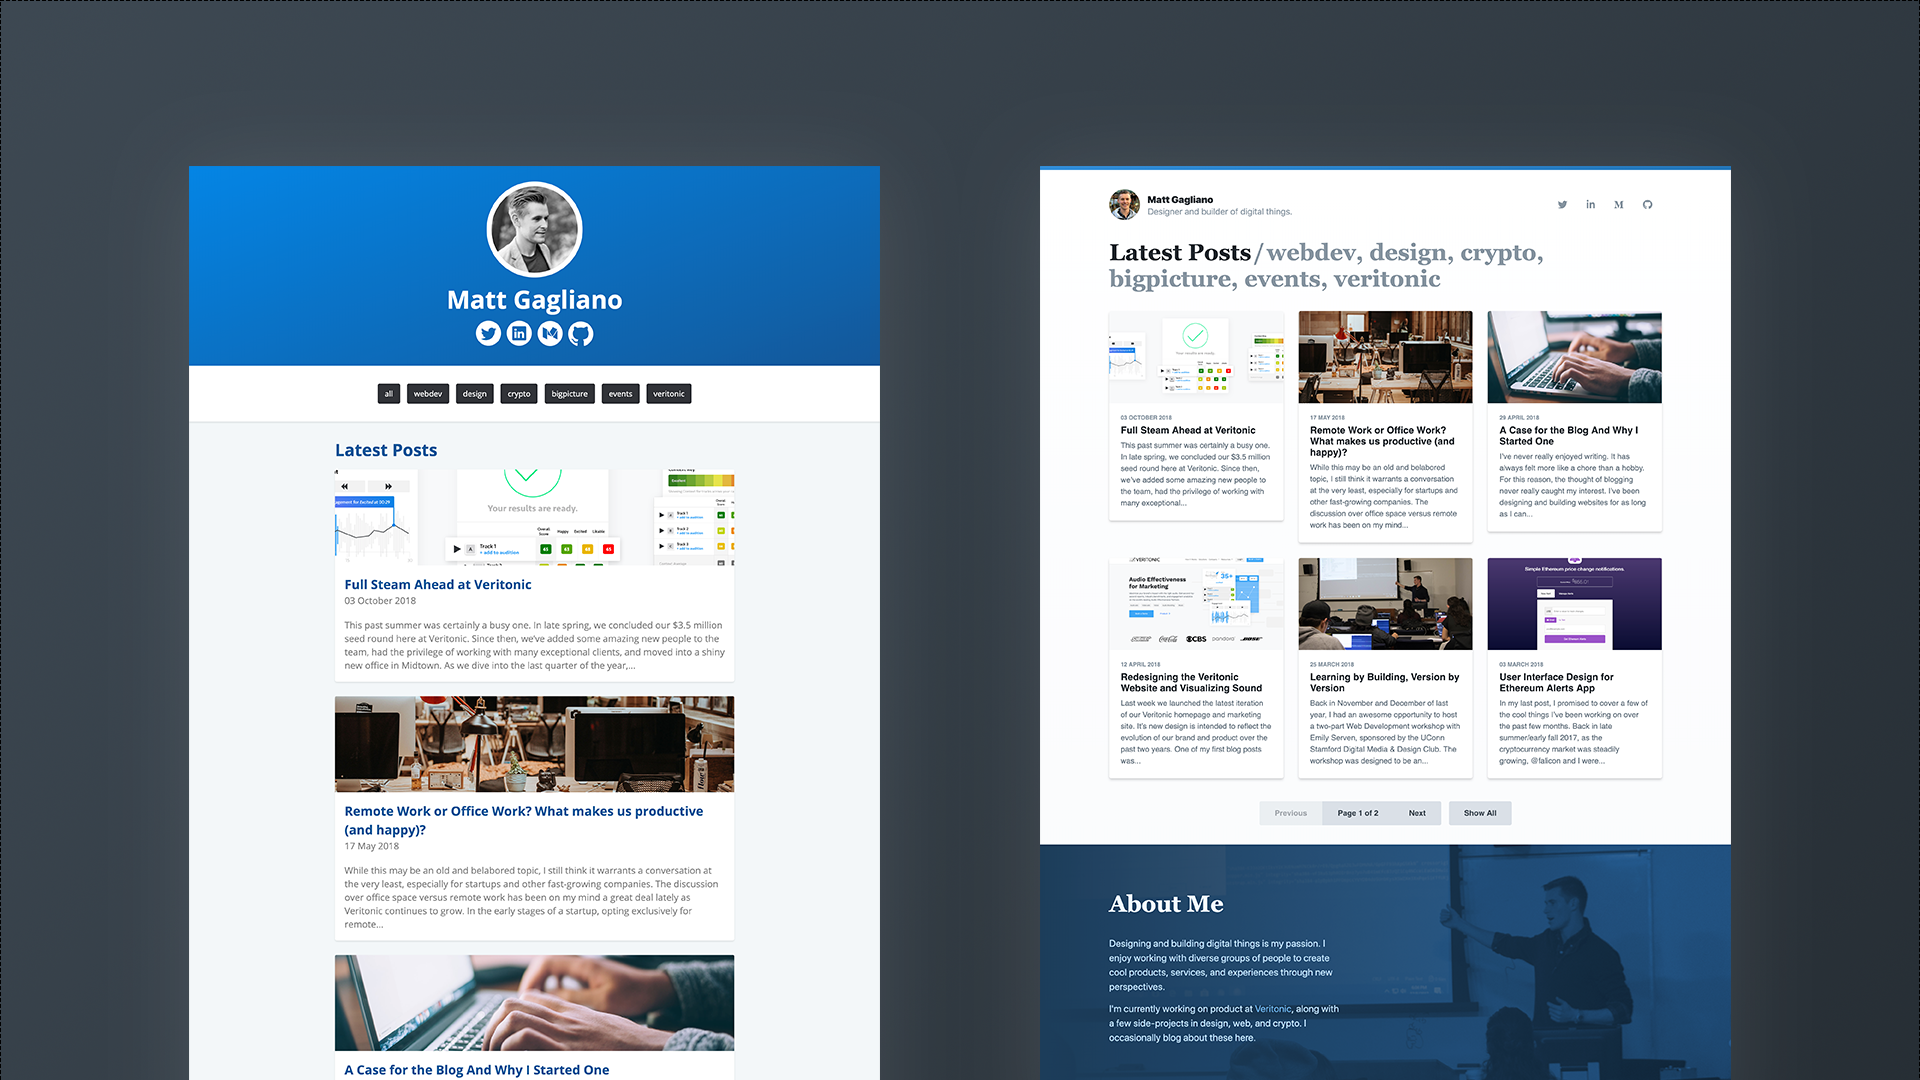 Matt Gagliano
all
webdev
design
crypto
bigpicture
events
veritonic
Latest Posts
Your results are ready.
Track 1
+ add to audition
Full Steam Ahead at Veritonic
03 October 2018
This past summer was certainly a busy one. In late spring, we concluded our $3.5 million
seed round here at Veritonic. Since then, we've added some amazing new people to the
team, had the privilege of working with many exceptional clients, and moved into a shiny
new office in Midtown. As we dive into the last quarter of the year,...
Remote Work or Office Work? What makes us productive
(and happy)?
17 May 2018
While this may be an old and belabored topic, I still think it warrants a conversation at
the very least, especially for startups and other fast-growing companies. The discussion
over office space versus remote work has been on my mind a great deal lately as
Veritonic continues to grow. In the early stages of a startup, opting exclusively for
remote...
A Case for the Blog And Why I Started One
Matt Gagliano
Designer and builder of digital things.
Latest Posts / webdev, design, crypto,
bigpicture, events, veritonic
Your results are ready.
03 OCTOBER 2018
Full Steam Ahead at Veritonic
This past summer was certainly a busy one.
In late spring, we concluded our $3.5 million
seed round here at Veritonic. Since then,
we've added some amazing new people to
the team, had the privilege of working with
many exceptional...
17 MAY 2018
Remote Work or Office Work?
What makes us productive (and
happy)?
While this may be an old and belabored
topic, I still think it warrants a conversation
at the very least, especially for startups and
other fast-growing companies. The
discussion over office space versus remote
work has been on my mind...
29 APRIL 2018
A Case for the Blog And Why I
Started One
I've never really enjoyed writing. It has
always felt more like a chore than a hobby.
For this reason, the thought of blogging
never really caught my interest. I've been
designing and building websites for as long
as I can...
VERITONIC
Audio Effectiveness
for Marketing
35+
Coca-Cola
CBS
pandora
BOSE
12 APRIL 2018
Redesigning the Veritonic
Website and Visualizing Sound
Last week we launched the latest iteration
of our Veritonic homepage and marketing
site. It's new design is intended to reflect the
evolution of our brand and product over the
past two years. One of my first blog posts
was...
25 MARCH 2018
Learning by Building, Version by
Version
Back in November and December of last
year, I had an awesome opportunity to host
a two-part Web Development workshop with
Emily Serven, sponsored by the UConn
Stamford Digital Media & Design Club. The
workshop was designed to be an...
Simple Ethereum price change notifications.
03 MARCH 2018
User Interface Design for
Ethereum Alerts App
In my last post, I promised to cover a few of
the cool things I've been working on over
the past few months. Back in late
summer/early fall 2017, as the
cryptocurrency market was steadily
growing, @falicon and I were...
Previous
Page 1 of 2
Next
Show All
About Me
Designing and building digital things is my passion. I
enjoy working with diverse groups of people to create
cool products, services, and experiences through new
perspectives.
I'm currently working on product at Veritonic, along with
a few side-projects in design, web, and crypto. I
occasionally blog about these here.